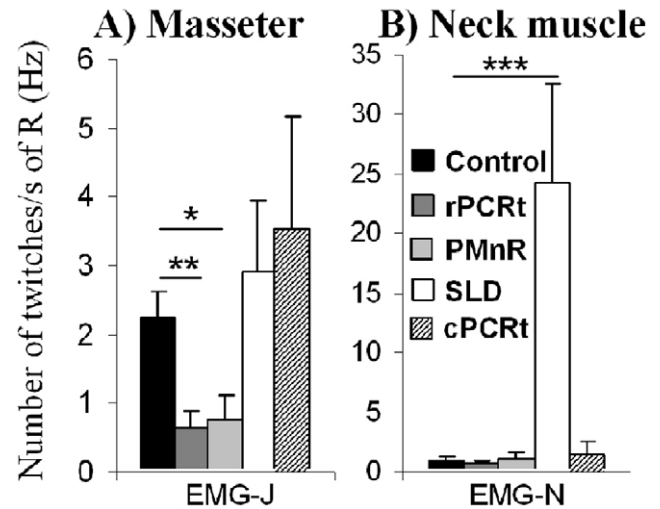 A) Masseter
B) Neck muscle
Number of twitches/s of R (Hz)
6
5
4
3
2
1
0
*
**
EMG-J
35
30
25
20
15
10
5
0
***
Control
rPCRt
PMnR
SLD
cPCRt
EMG-N